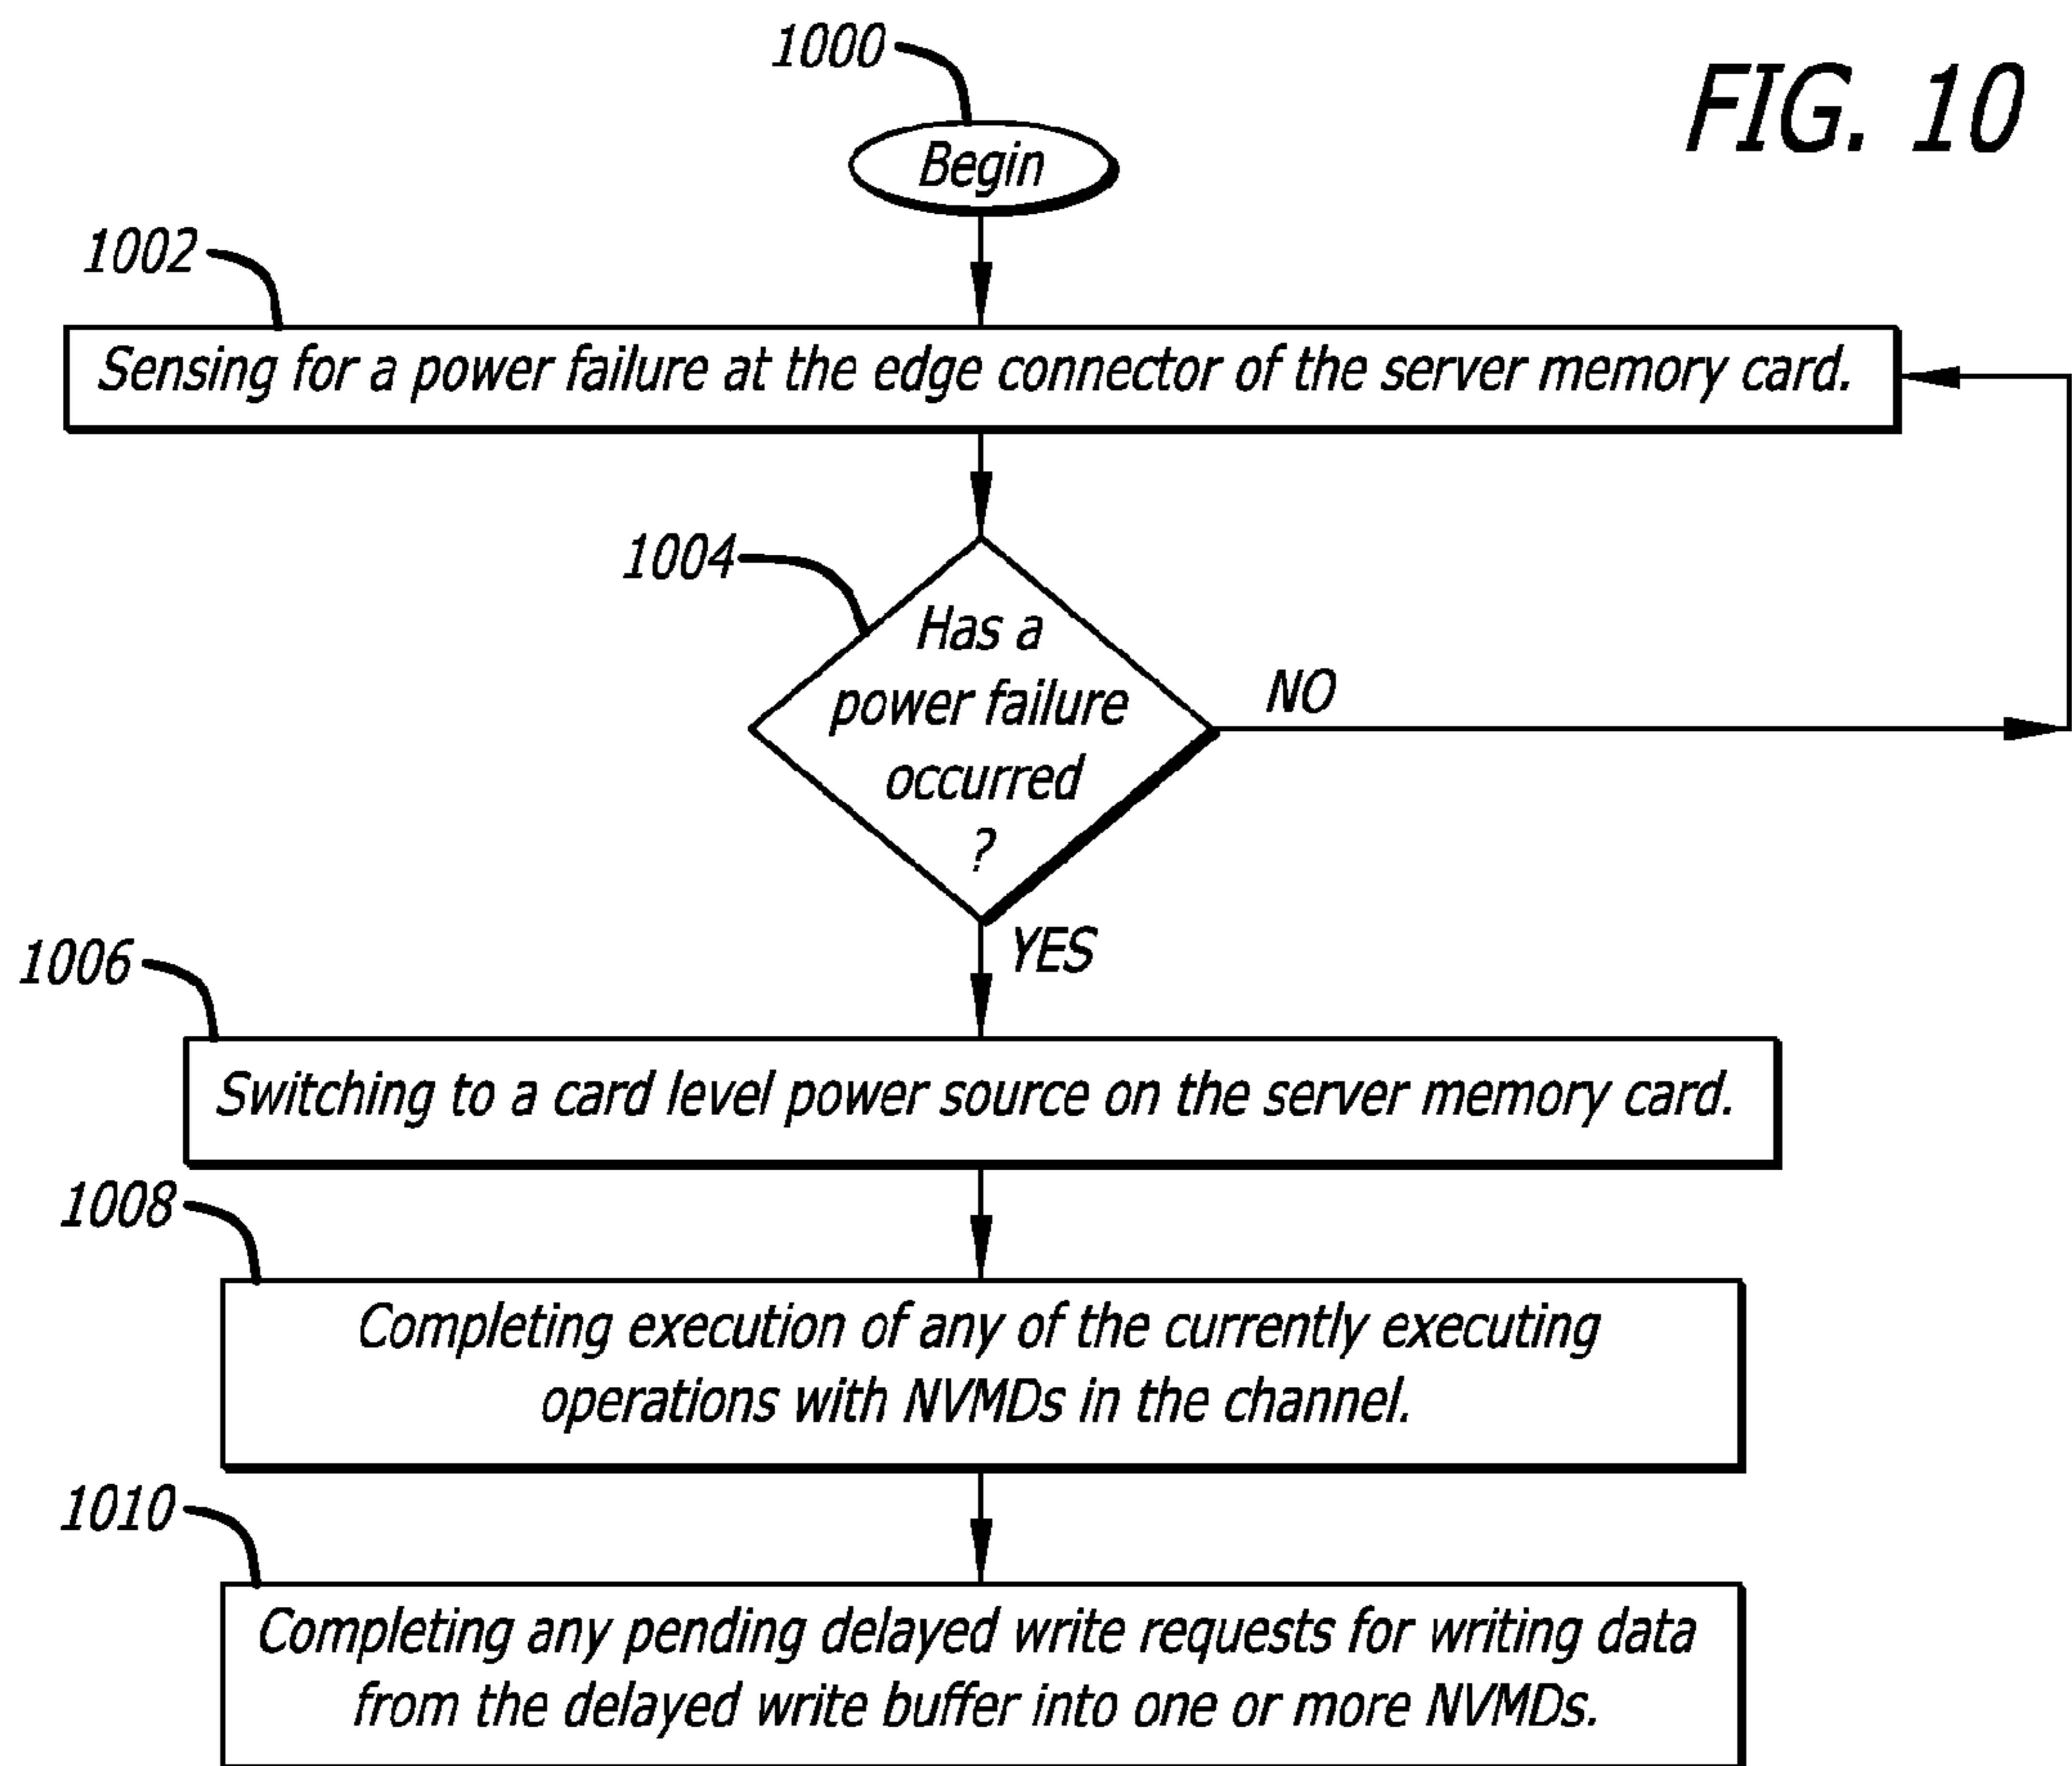 1000
FIG. 10
Begin
1002
Sensing for a power failure at the edge connector of the server memory card.
1004
Has a
power failure
occurred
?
NO
YES
1006
Switching to a card level power source on the server memory card.
1008
Completing execution of any of the currently executing
operations with NVMDs in the channel.
1010
Completing any pending delayed write requests for writing data
from the delayed write buffer into one or more NVMDs.